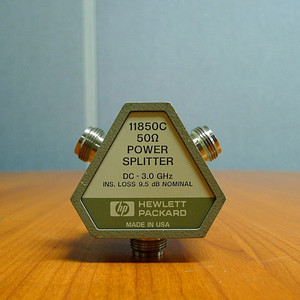 11850C
50Ω
POWER
SPLITTER
DC - 3.0 GHz
INS. LOSS 9.5 dB NOMINAL
hp HEWLETT
PACKARD
MADE IN USA